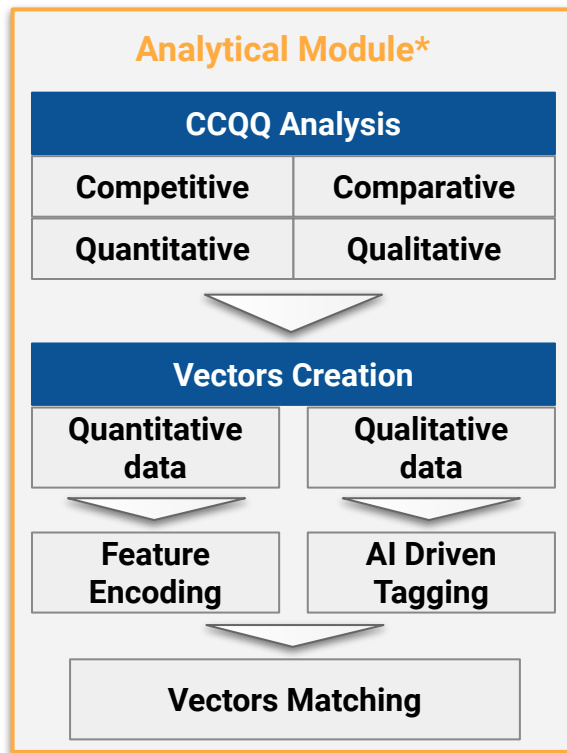 Analytical Module*
CCQQ Analysis
Competitive
Comparative
Quantitative
Qualitative
Vectors Creation
Quantitative
data
Qualitative
data
Feature
Encoding
AI Driven
Tagging
Vectors Matching